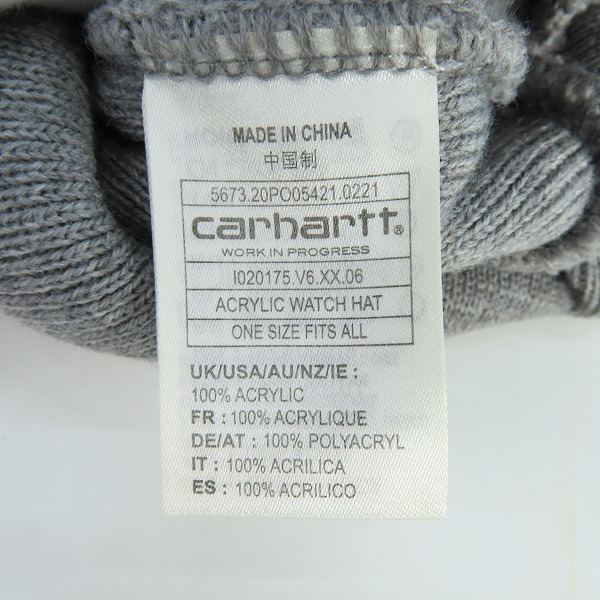 MADE IN CHINA
中国制
5673.20PO05421.0221
carhartt®
WORK IN PROGRESS
I020175.V6.XX.06
ACRYLIC WATCH HAT
ONE SIZE FITS ALL
UK/USA/AU/NZ/IE :
100% ACRYLIC
FR : 100% ACRYLIQUE
DE/AT : 100% POLYACRYL
IT : 100% ACRILICA
ES : 100% ACRILICO